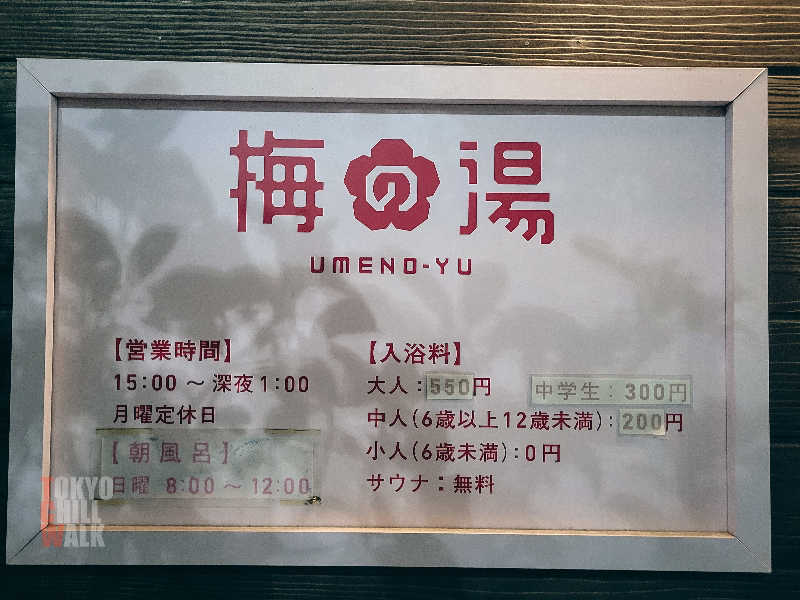 梅の湯
UMENO-YU
【営業時間】
15:00 ～ 深夜1:00
月曜定休日
【朝風呂】
日曜 8:00 ～ 12:00
【入浴料】
大人：550円
中学生：300円
中人(6歳以上12歳未満)：200円
小人(6歳未満)：0円
サウナ：無料
TOKYO
CHILL
WALK